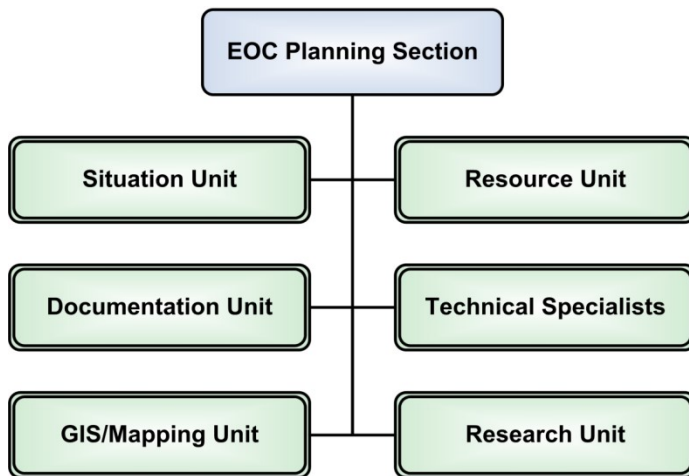 EOC Planning Section
Situation Unit
Resource Unit
Documentation Unit
Technical Specialists
GIS/Mapping Unit
Research Unit